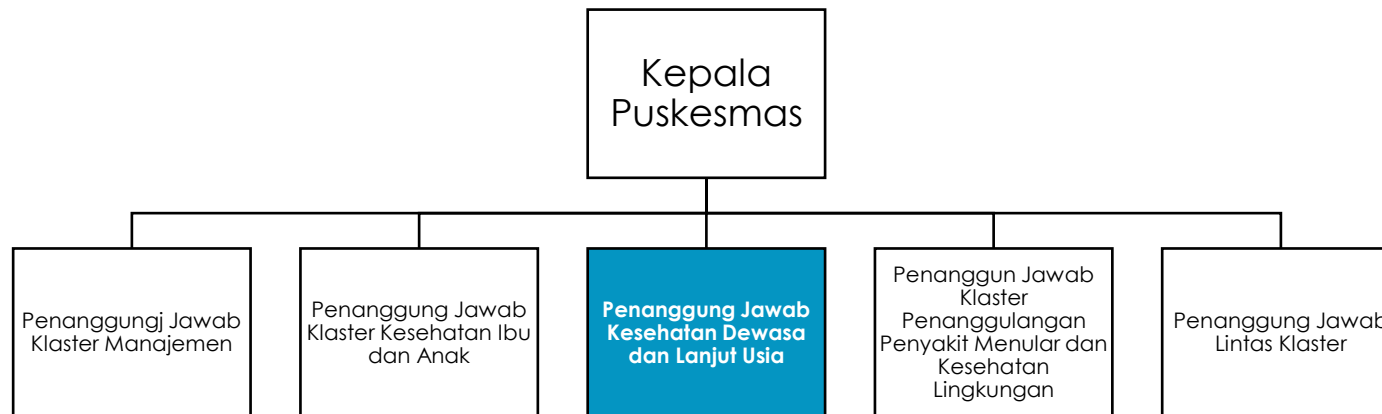 Kepala
Puskesmas
Penanggungj Jawab
Klaster Manajemen
Penanggung Jawab
Klaster Kesehatan Ibu
dan Anak
Penanggung Jawab
Kesehatan Dewasa
dan Lanjut Usia
Penanggun Jawab
Klaster
Penanggulangan
Penyakit Menular dan
Kesehatan
Lingkungan
Penanggung Jawab
Lintas Klaster